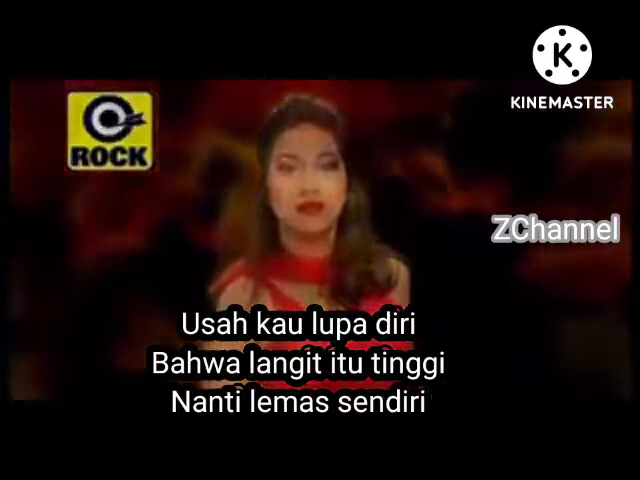 KINEMASTER
ROCK
ZChannel
Usah kau lupa diri
Bahwa langit itu tinggi
Nanti lemas sendiri